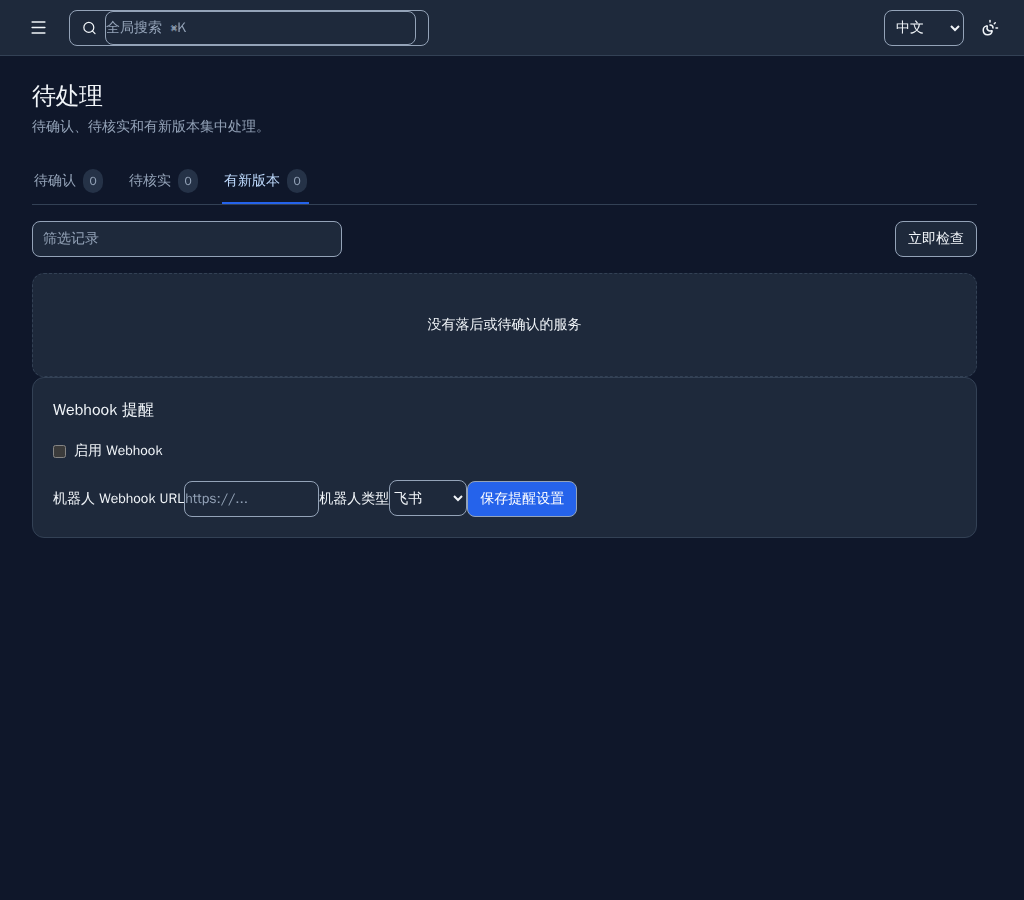 全局搜索 ⌘K
中文
待处理
待确认、待核实和有新版本集中处理。
待确认 0 待核实 0 有新版本 0
筛选记录
立即检查
没有落后或待确认的服务
Webhook 提醒
启用 Webhook
机器人 Webhook URL https://... 机器人类型 飞书 保存提醒设置